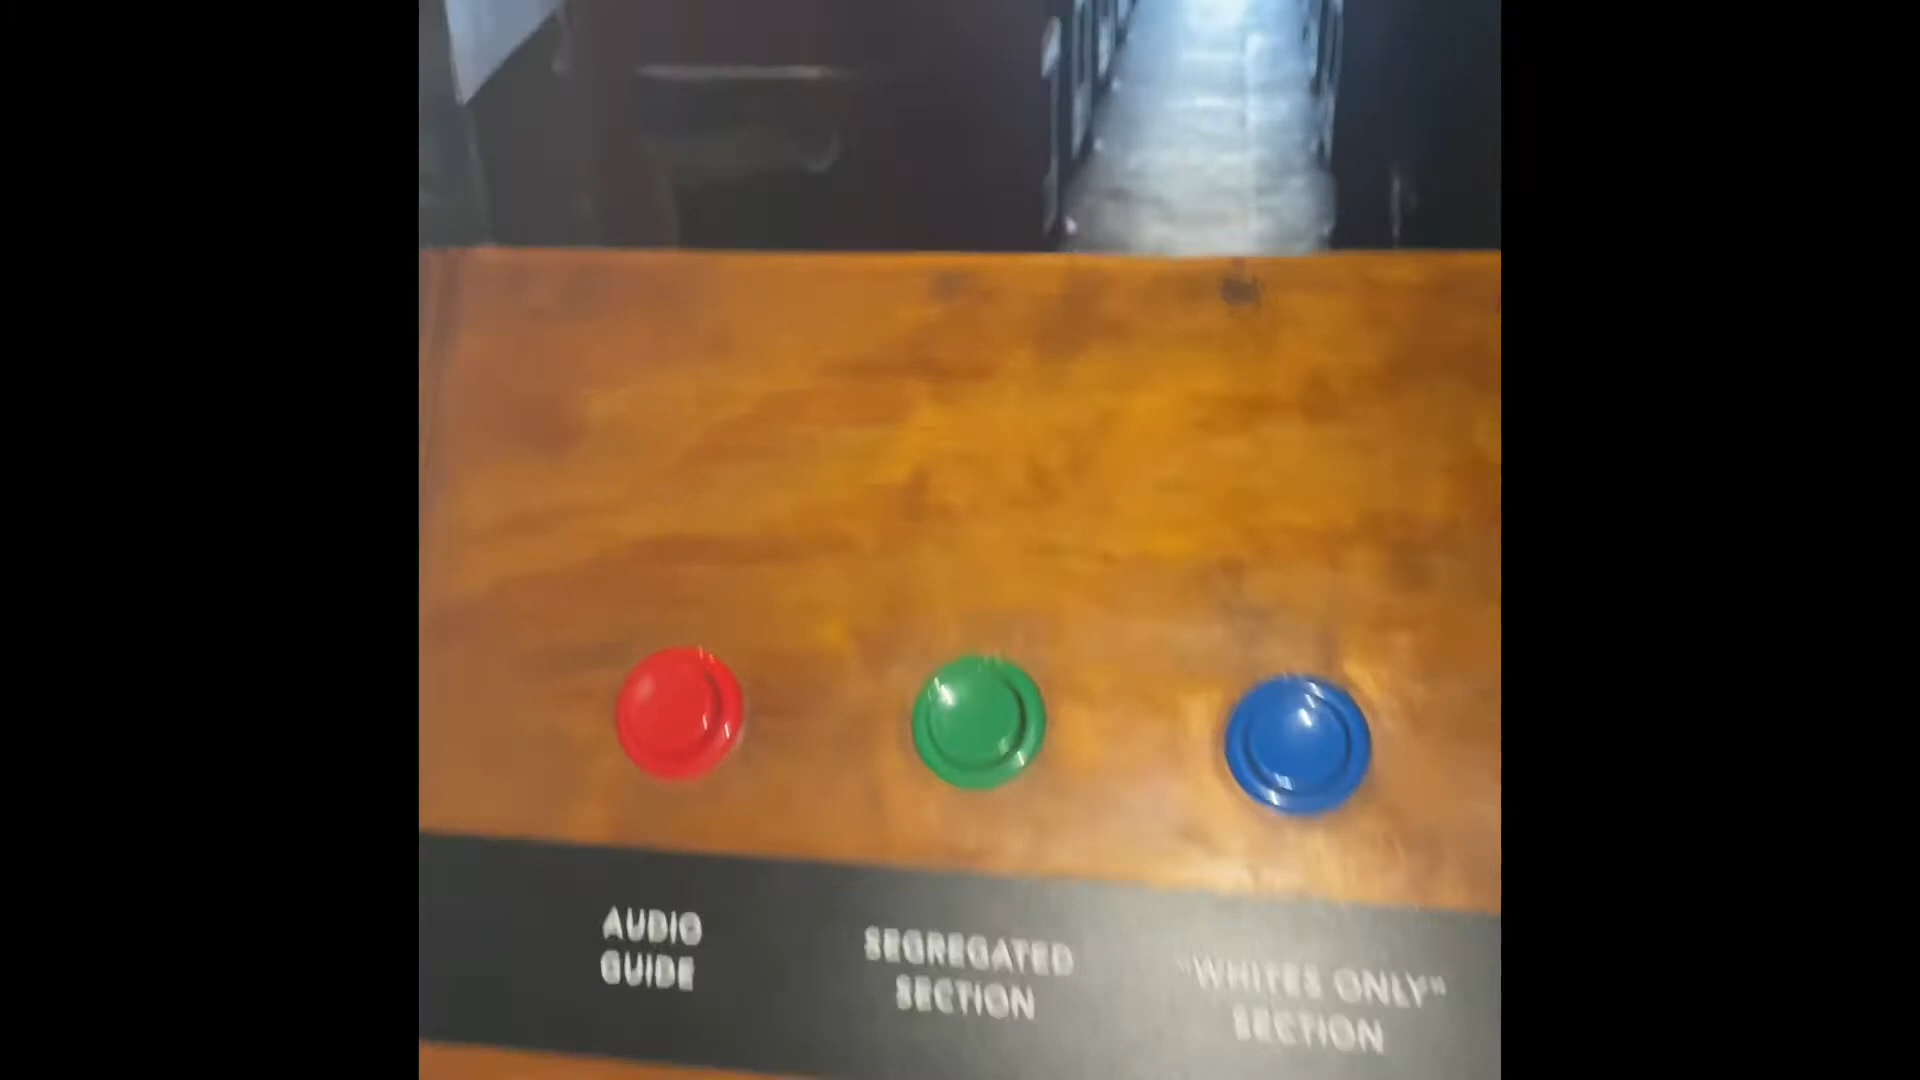 AUDIO
GUIDE
SEGREGATED
SECTION
"WHITES ONLY"
SECTION